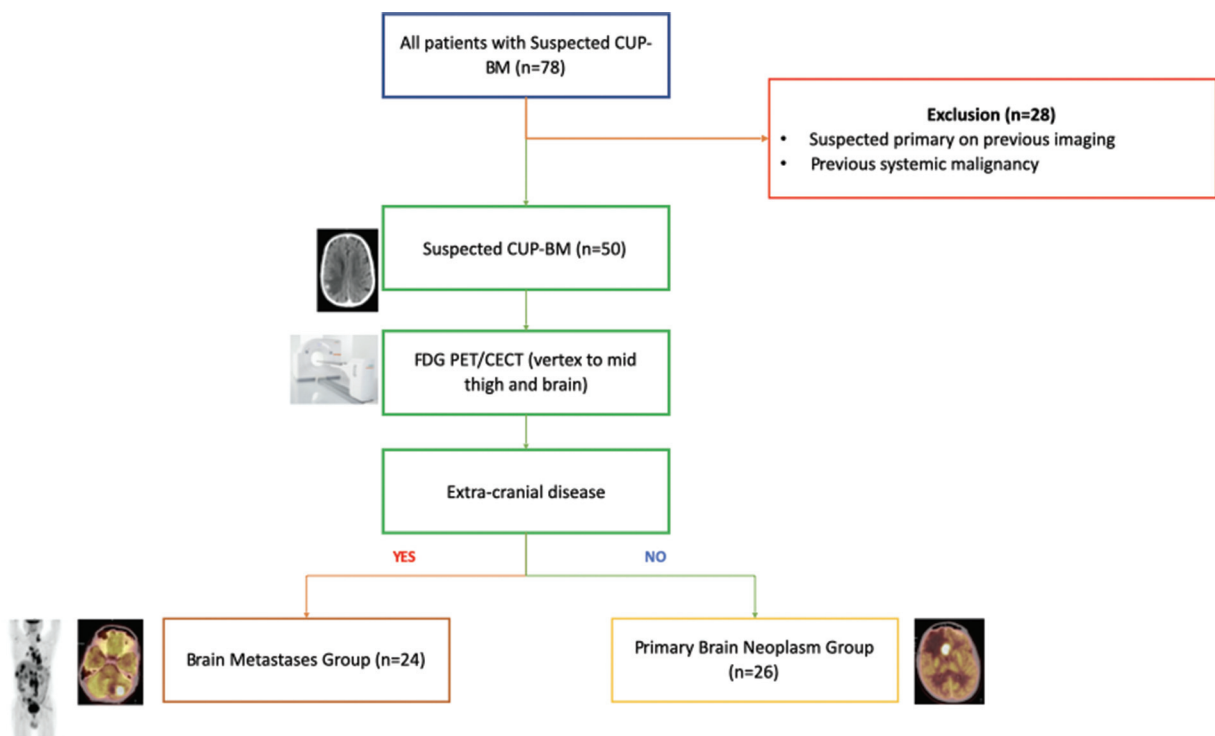 All patients with Suspected CUP-
BM (n=78)
Exclusion (n=28)
• Suspected primary on previous imaging
• Previous systemic malignancy
Suspected CUP-BM (n=50)
FDG PET/CECT (vertex to mid
thigh and brain)
Extra-cranial disease
YES
NO
Brain Metastases Group (n=24)
Primary Brain Neoplasm Group
(n=26)